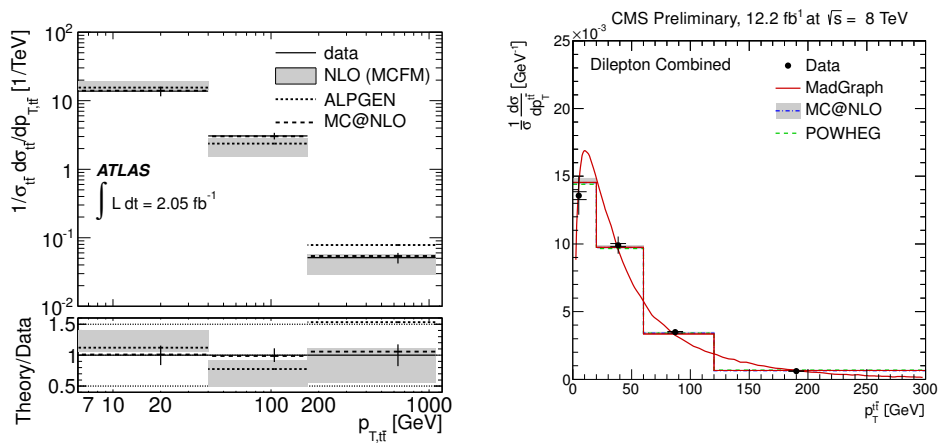 1/σ_tt̄ dσ_tt̄/dp_T,tt̄ [1/TeV]
10²
10
1
10⁻¹
10⁻²
data
NLO (MCFM)
ALPGEN
MC@NLO
ATLAS
∫ L dt = 2.05 fb⁻¹
Theory/Data
1.5
1
0.5
6 7 10 20 40 100 200 1000
p_T,tt̄ [GeV]
CMS Preliminary, 12.2 fb¹ at √s = 8 TeV
×10⁻³
1/σ dσ/dp_T^tt̄ [GeV⁻¹]
Dilepton Combined
Data
MadGraph
MC@NLO
POWHEG
25
20
15
10
5
0
0 50 100 150 200 250 300
p_T^tt̄ [GeV]